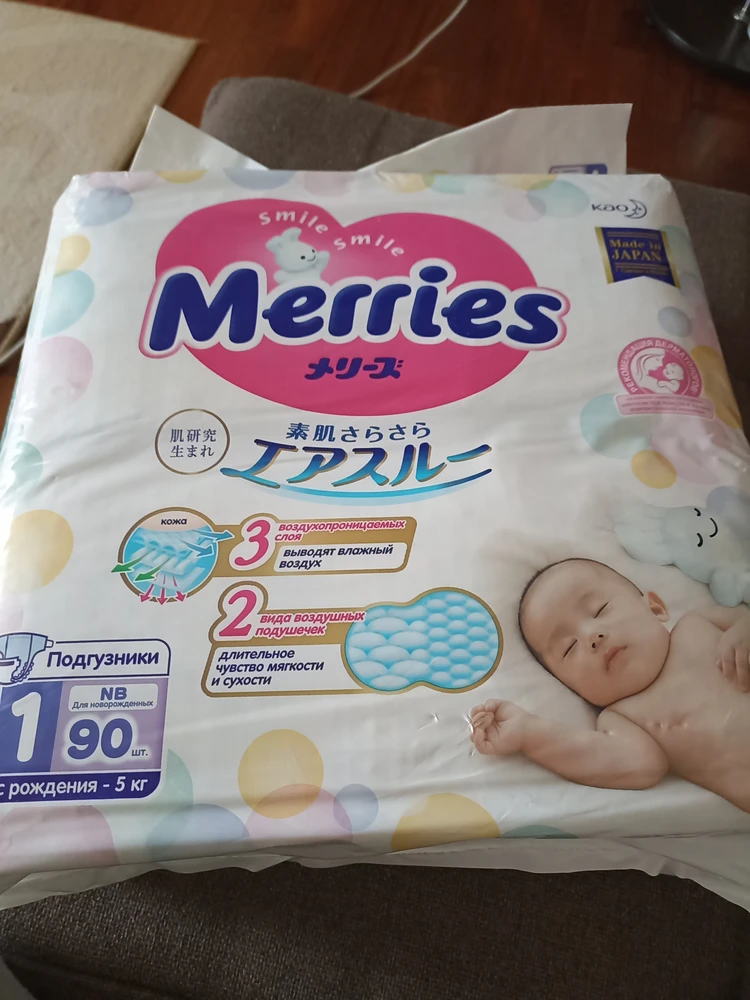 Smile Smile
Kao
Made in
JAPAN
Merries
メリーズ
РЕКОМЕНДАЦИЯ ДЕРМАТОЛОГОВ
肌研究
生まれ
素肌さらさら
エアスルー
кожа
3 воздухопроницаемых
слоя
выводят влажный
воздух
2 вида воздушных
подушечек
длительное
чувство мягкости
и сухости
Подгузники
1
NB
Для новорожденных
90 шт.
с рождения - 5 кг